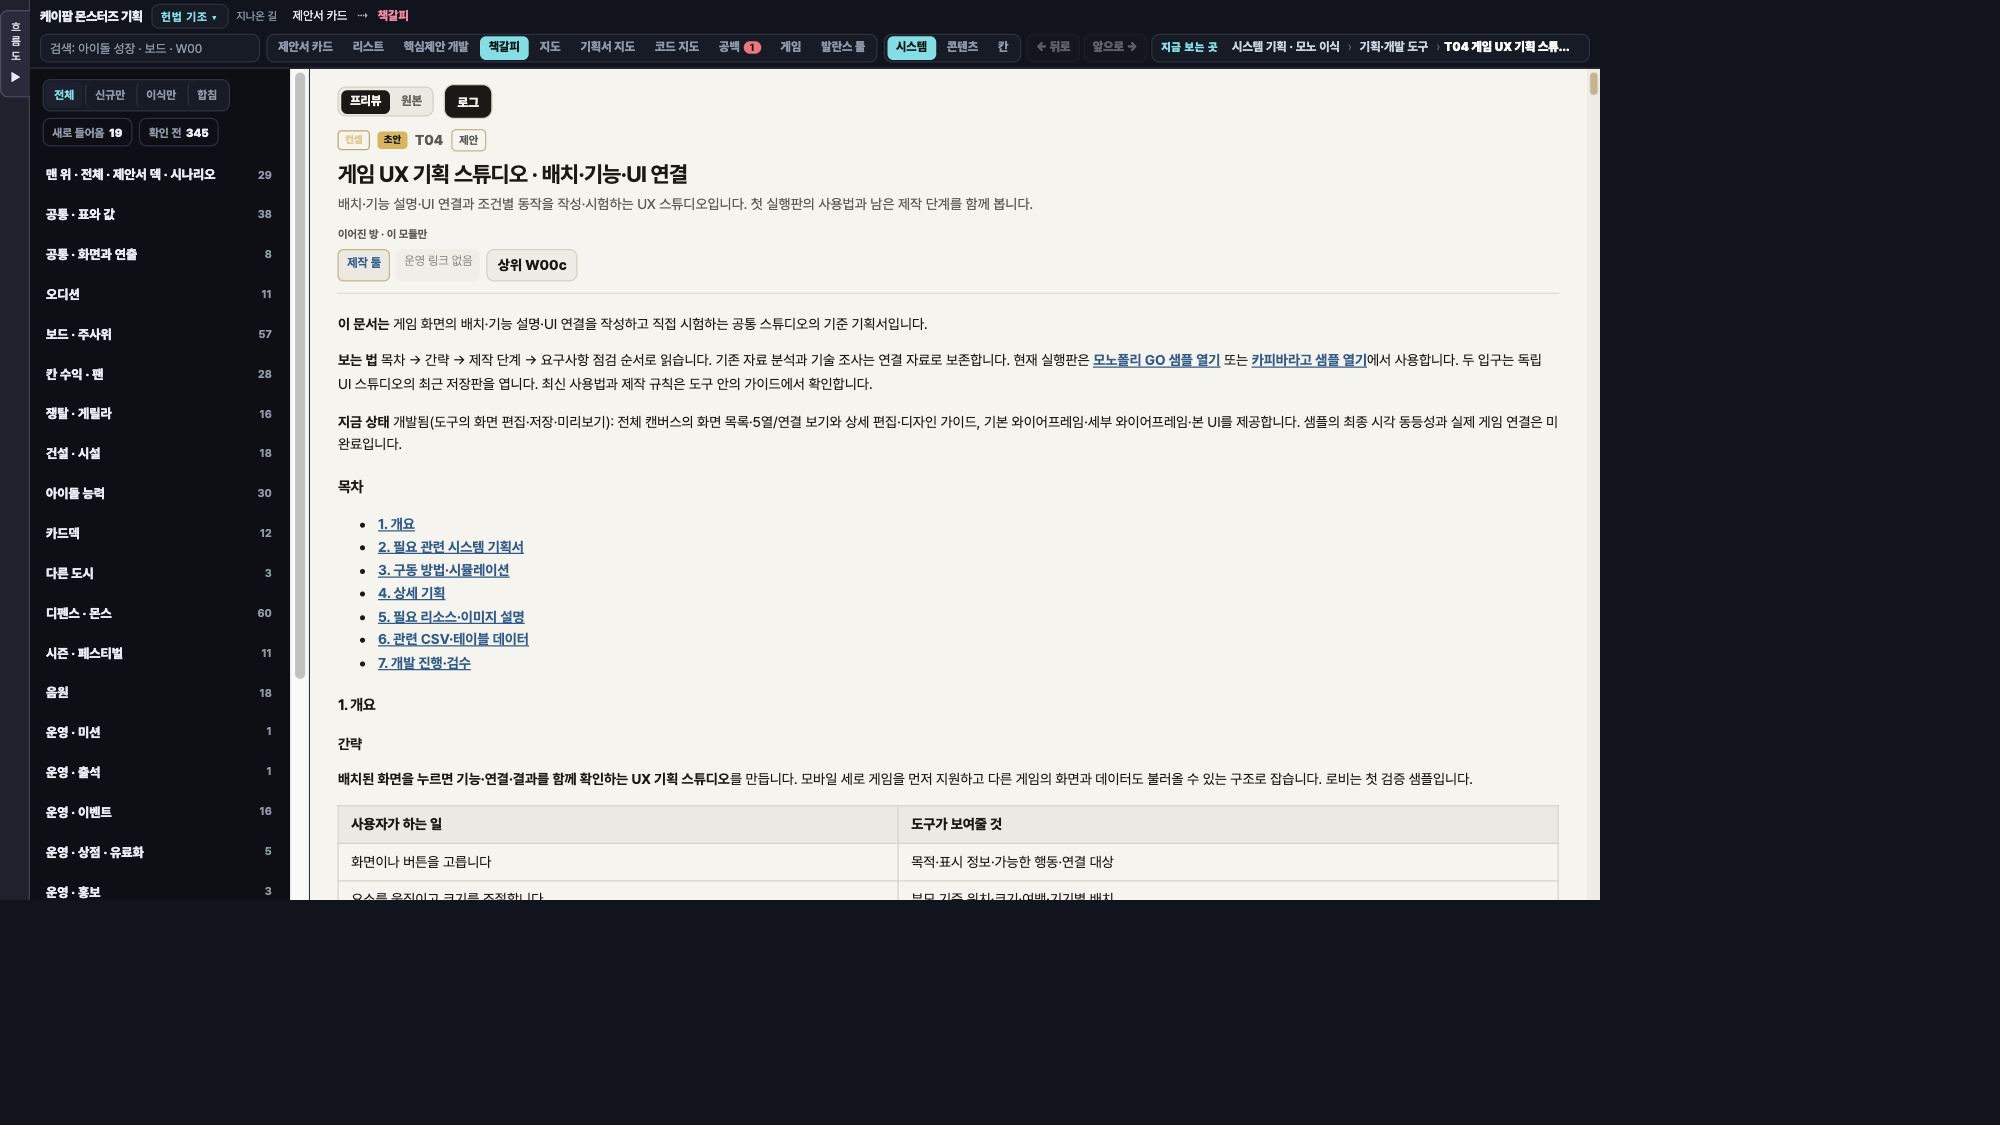 케이팝 몬스터즈 기획 헌법 기조 ▾ 지나온 길 제안서 카드 ⇢ 책갈피
흐름도 ▶
검색: 아이돌 성장 · 보드 · W00 제안서 카드 리스트 핵심제안 개발 책갈피 지도 기획서 지도 코드 지도 공백 1 게임 발란스 툴 시스템 콘텐츠 칸 ← 뒤로 앞으로 → 지금 보는 곳 시스템 기획 · 모노 이식 › 기획·개발 도구 › T04 게임 UX 기획 스튜...
전체 신규만 이식만 합침
새로 들어옴 19 확인 전 345
맨 위 · 전체 · 제안서 덱 · 시나리오 29
공통 · 표와 값 38
공통 · 화면과 연출 8
오디션 11
보드 · 주사위 57
칸 수익 · 팬 28
쟁탈 · 게릴라 16
건설 · 시설 18
아이돌 능력 30
카드덱 12
다른 도시 3
디펜스 · 몬스 60
시즌 · 페스티벌 11
음원 18
운영 · 미션 1
운영 · 출석 1
운영 · 이벤트 16
운영 · 상점 · 유료화 5
운영 · 홍보 3
프리뷰 원본 로그
컨셉 초안 T04 제안
게임 UX 기획 스튜디오 · 배치·기능·UI 연결
배치·기능 설명·UI 연결과 조건별 동작을 작성·시험하는 UX 스튜디오입니다. 첫 실행판의 사용법과 남은 제작 단계를 함께 봅니다.
이어진 방 · 이 모듈만
제작 툴 운영 링크 없음 상위 W00c
이 문서는 게임 화면의 배치·기능 설명·UI 연결을 작성하고 직접 시험하는 공통 스튜디오의 기준 기획서입니다.
보는 법 목차 → 간략 → 제작 단계 → 요구사항 점검 순서로 읽습니다. 기존 자료 분석과 기술 조사는 연결 자료로 보존합니다. 현재 실행판은 모노폴리 GO 샘플 열기 또는 카피바라고 샘플 열기에서 사용합니다. 두 입구는 독립
UI 스튜디오의 최근 저장판을 엽니다. 최신 사용법과 제작 규칙은 도구 안의 가이드에서 확인합니다.
지금 상태 개발됨(도구의 화면 편집·저장·미리보기): 전체 캔버스의 화면 목록·5열/연결 보기와 상세 편집·디자인 가이드, 기본 와이어프레임·세부 와이어프레임·본 UI를 제공합니다. 샘플의 최종 시각 동등성과 실제 게임 연결은 미
완료입니다.
목차
• 1. 개요
• 2. 필요 관련 시스템 기획서
• 3. 구동 방법·시뮬레이션
• 4. 상세 기획
• 5. 필요 리소스·이미지 설명
• 6. 관련 CSV·테이블 데이터
• 7. 개발 진행·검수
1. 개요
간략
배치된 화면을 누르면 기능·연결·결과를 함께 확인하는 UX 기획 스튜디오를 만듭니다. 모바일 세로 게임을 먼저 지원하고 다른 게임의 화면과 데이터도 불러올 수 있는 구조로 잡습니다. 로비는 첫 검증 샘플입니다.
사용자가 하는 일 도구가 보여줄 것
화면이나 버튼을 고릅니다 목적·표시 정보·가능한 행동·연결 대상
요소를 움직이고 크기를 조절합니다 부모 기준 위치·크기·여백·기기별 배치